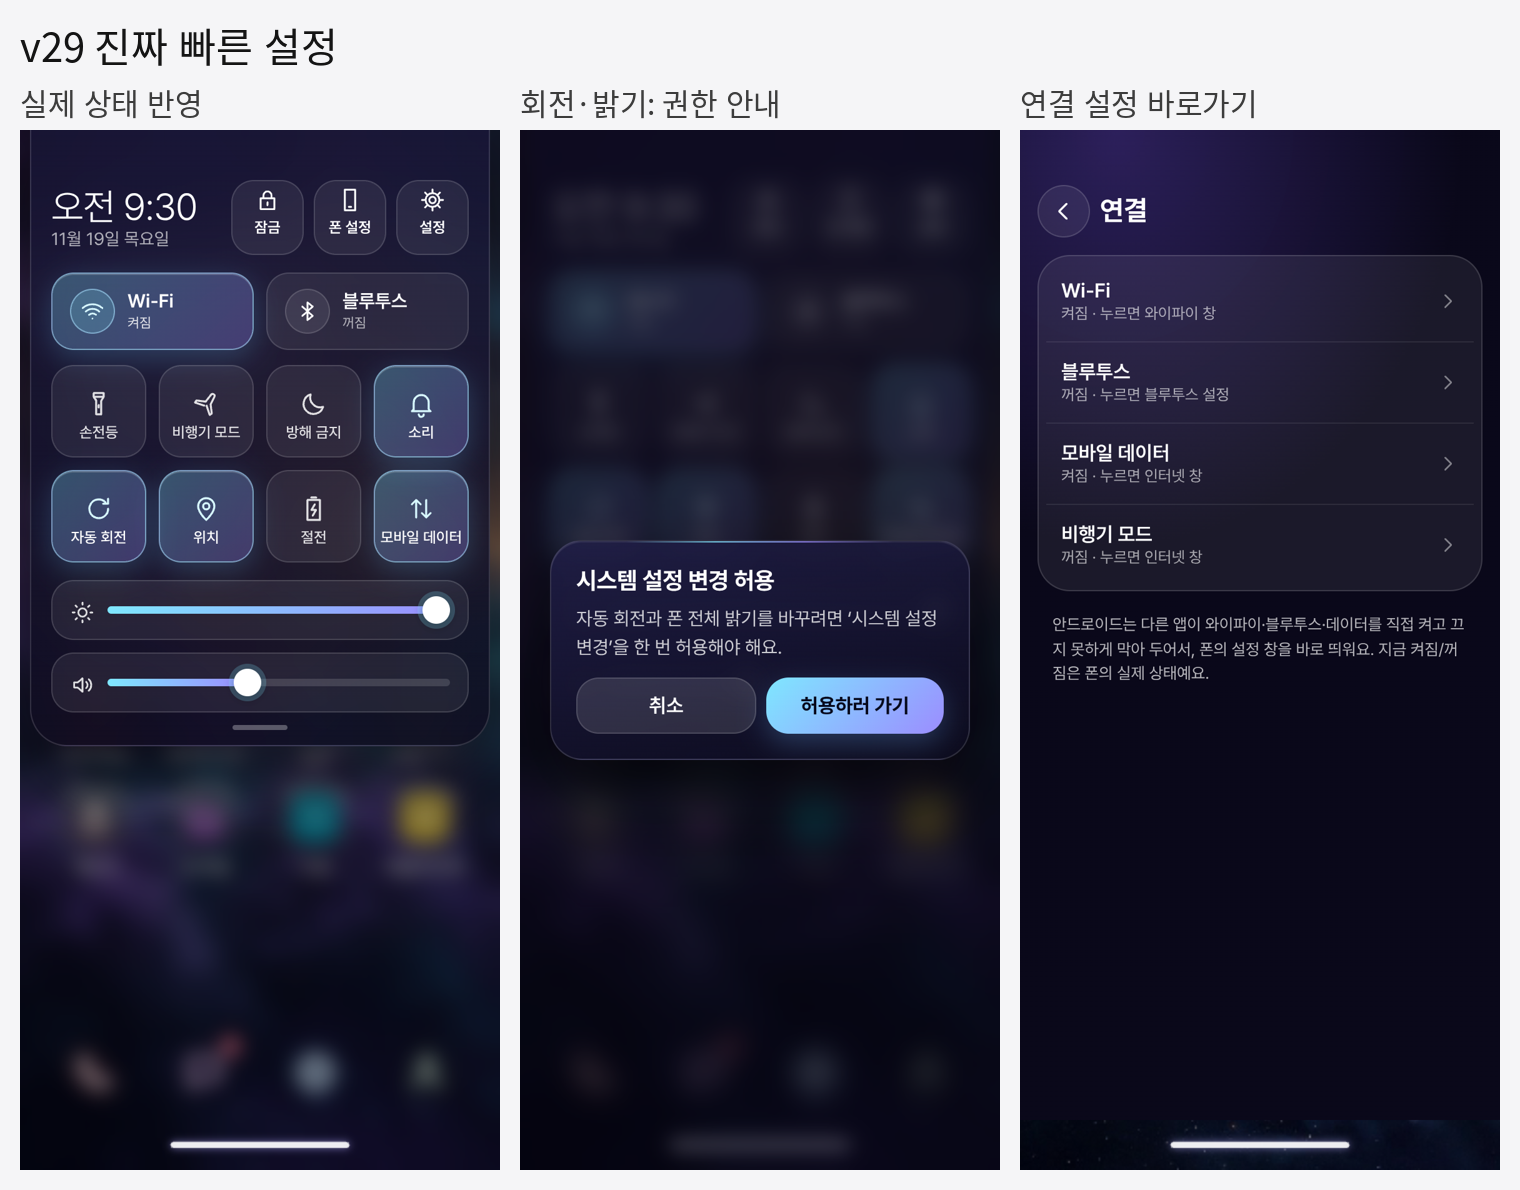 v29 진짜 빠른 설정
실제 상태 반영
오전 9:30
11월 19일 목요일
잠금
폰 설정
설정
Wi-Fi
켜짐
블루투스
꺼짐
손전등
비행기 모드
방해 금지
소리
자동 회전
위치
절전
모바일 데이터
회전·밝기: 권한 안내
시스템 설정 변경 허용
자동 회전과 폰 전체 밝기를 바꾸려면 ‘시스템 설정
변경’을 한 번 허용해야 해요.
취소
허용하러 가기
연결 설정 바로가기
연결
Wi-Fi
켜짐 · 누르면 와이파이 창
블루투스
꺼짐 · 누르면 블루투스 설정
모바일 데이터
켜짐 · 누르면 인터넷 창
비행기 모드
꺼짐 · 누르면 인터넷 창
안드로이드는 다른 앱이 와이파이·블루투스·데이터를 직접 켜고 끄
지 못하게 막아 두어서, 폰의 설정 창을 바로 띄워요. 지금 켜짐/꺼
짐은 폰의 실제 상태예요.